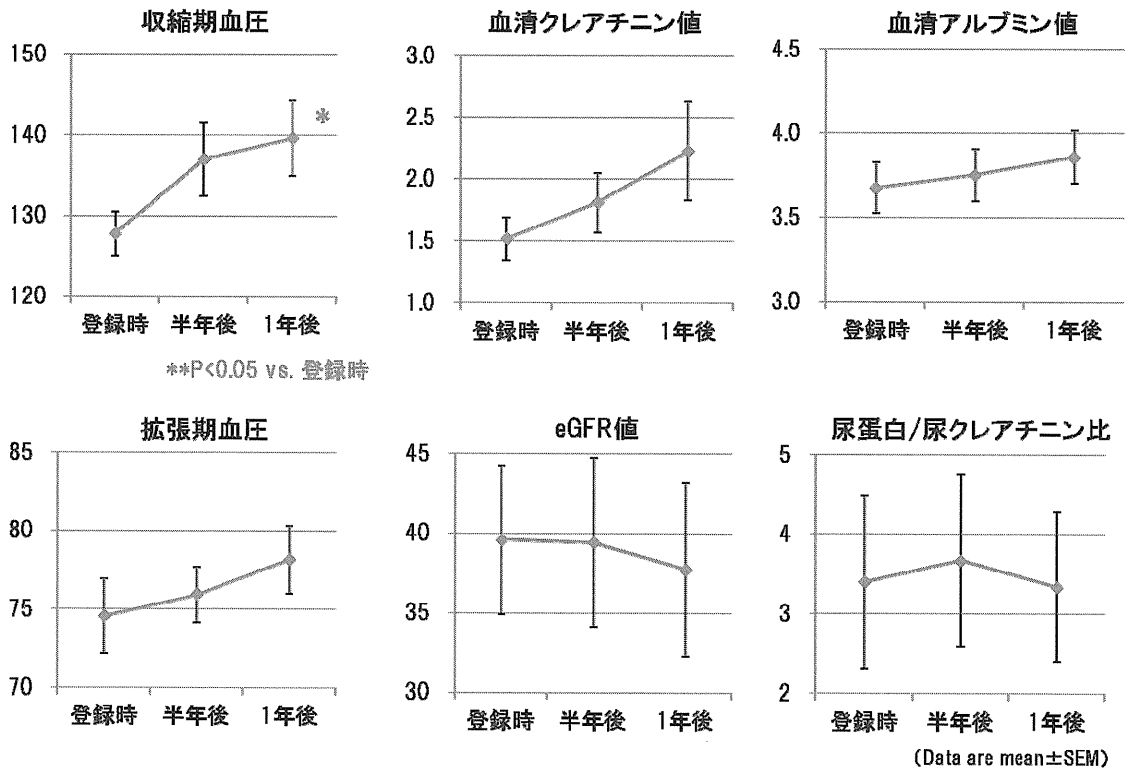 収縮期血圧
150
140
130
120
*
登録時 半年後 1年後
**P<0.05 vs. 登録時
血清クレアチニン値
3.0
2.5
2.0
1.5
1.0
登録時 半年後 1年後
血清アルブミン値
4.5
4.0
3.5
3.0
登録時 半年後 1年後
拡張期血圧
85
80
75
70
登録時 半年後 1年後
eGFR値
45
40
35
30
登録時 半年後 1年後
尿蛋白/尿クレアチニン比
5
4
3
2
登録時 半年後 1年後
(Data are mean±SEM)